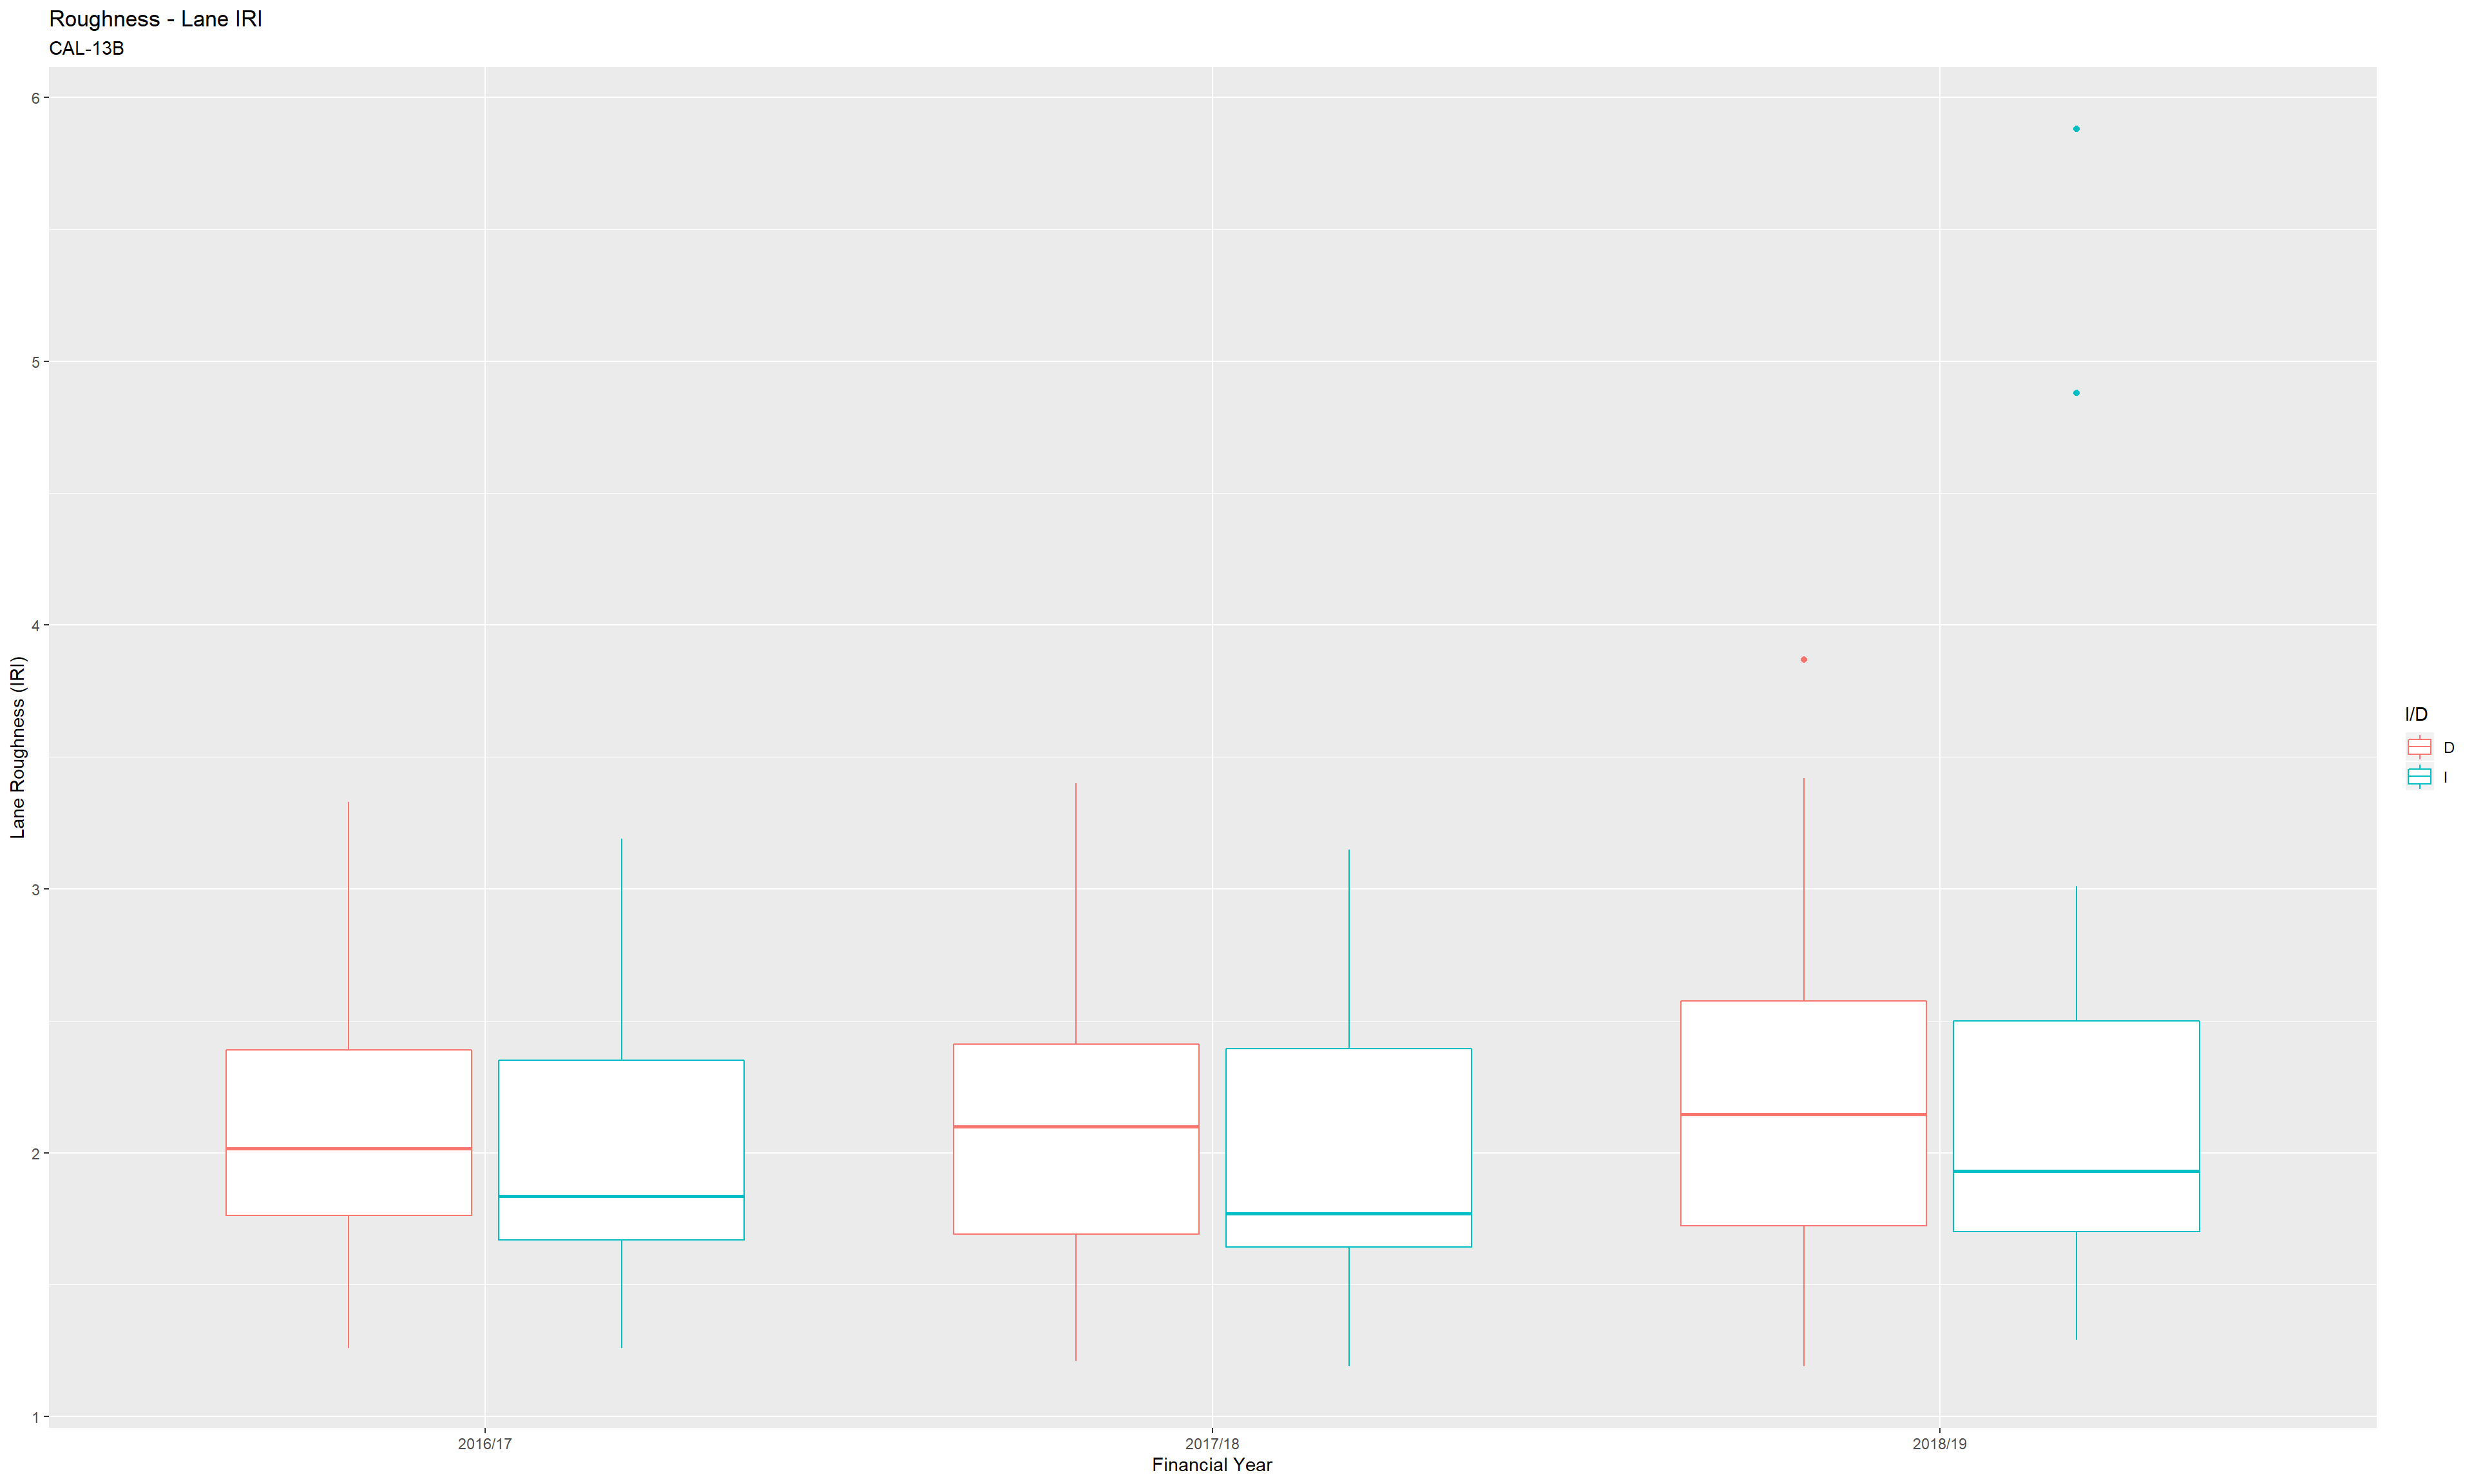 Roughness - Lane IRI
CAL-13B
6
5
4
3
2
1
Lane Roughness (IRI)
2016/17
2017/18
2018/19
Financial Year
I/D
D
I